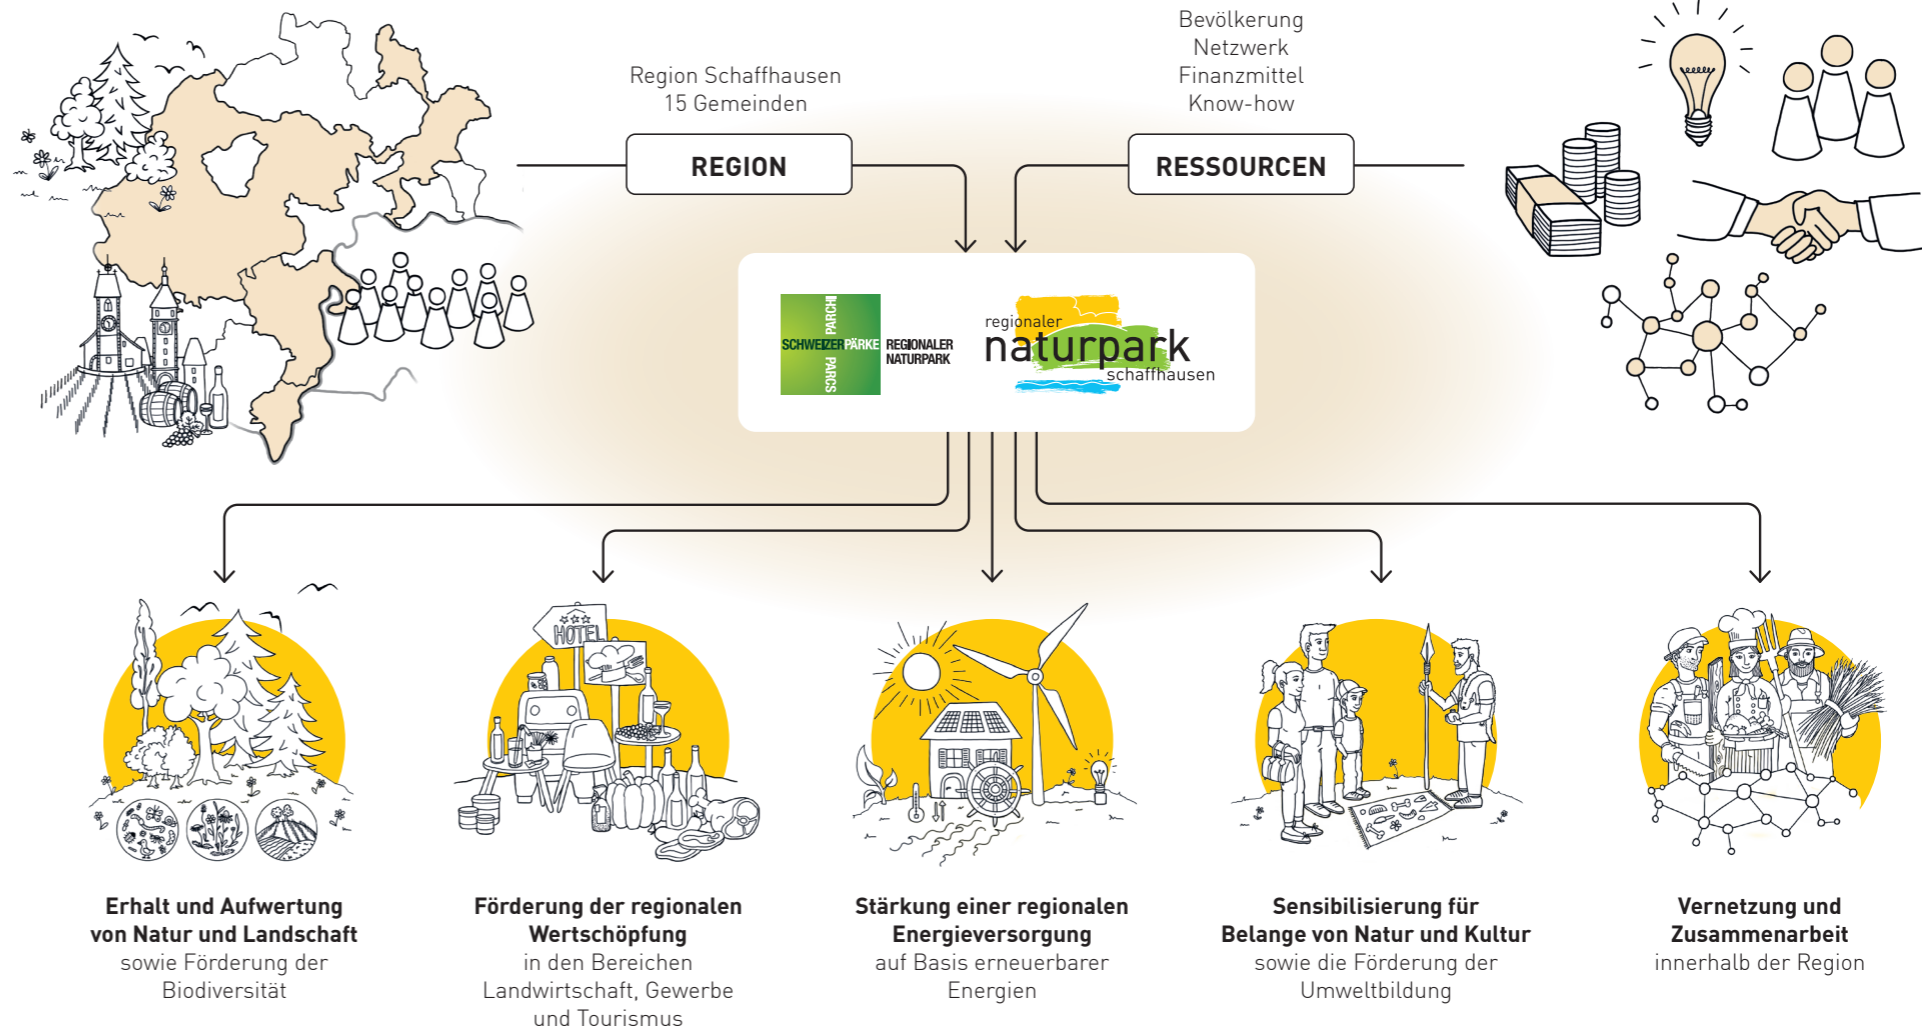 Region Schaffhausen
15 Gemeinden
REGION
Bevölkerung
Netzwerk
Finanzmittel
Know-how
RESSOURCEN
PARCHI
SCHWEIZER PÄRKE
PARCS
REGIONALER
NATURPARK
regionaler
naturpark
schaffhausen
HOTEL
Erhalt und Aufwertung
von Natur und Landschaft
sowie Förderung der
Biodiversität
Förderung der regionalen
Wertschöpfung
in den Bereichen
Landwirtschaft, Gewerbe
und Tourismus
Stärkung einer regionalen
Energieversorgung
auf Basis erneuerbarer
Energien
Sensibilisierung für
Belange von Natur und Kultur
sowie die Förderung der
Umweltbildung
Vernetzung und
Zusammenarbeit
innerhalb der Region